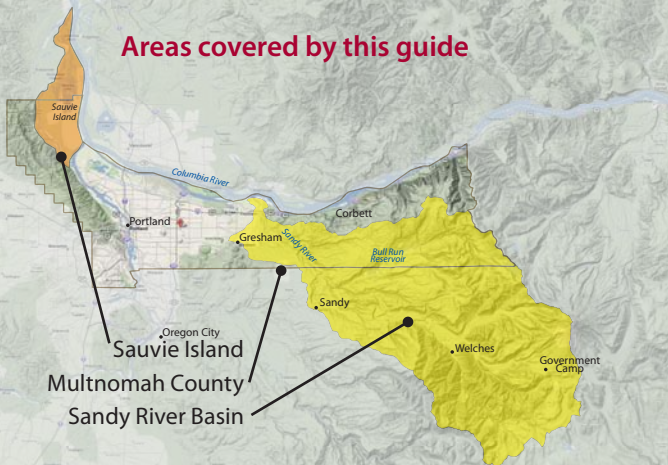 Areas covered by this guide
Sauvie
Island
Columbia River
Portland
Corbett
Gresham
Sandy River
Bull Run
Reservoir
Sandy
Oregon City
Sauvie Island
Welches
Government
Camp
Multnomah County
Sandy River Basin